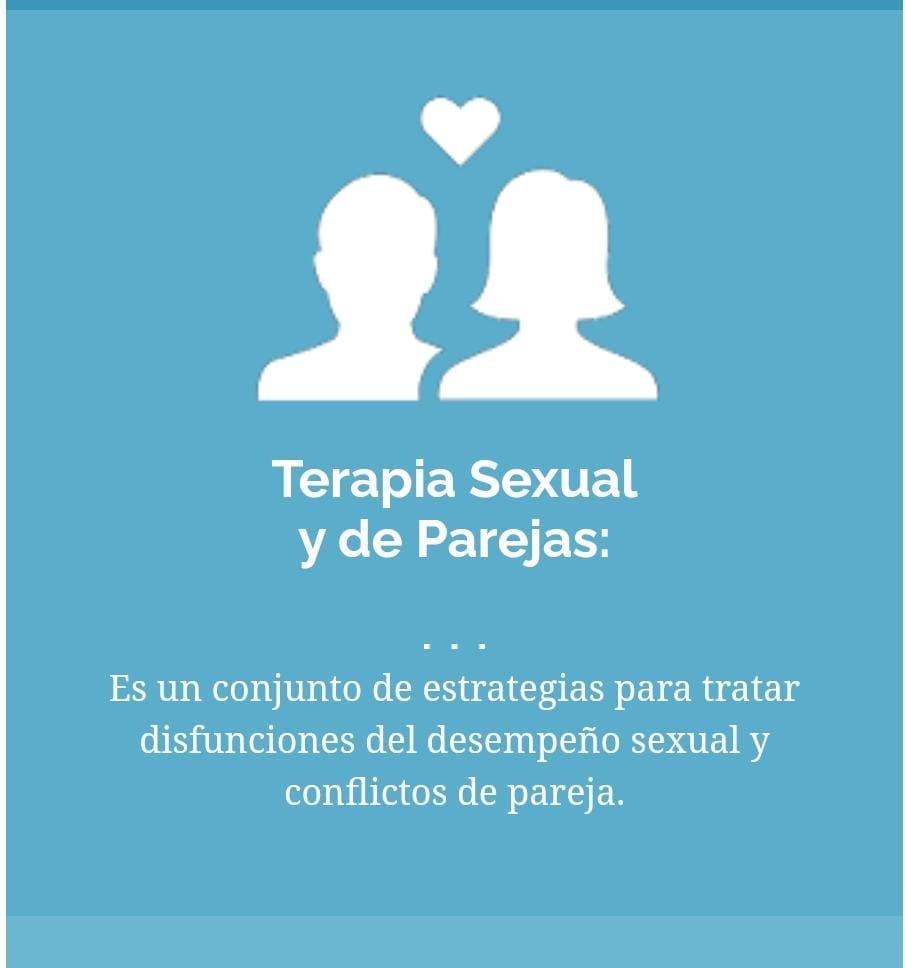 Terapia Sexual
y de Parejas:
. . .
Es un conjunto de estrategias para tratar
disfunciones del desempeño sexual y
conflictos de pareja.